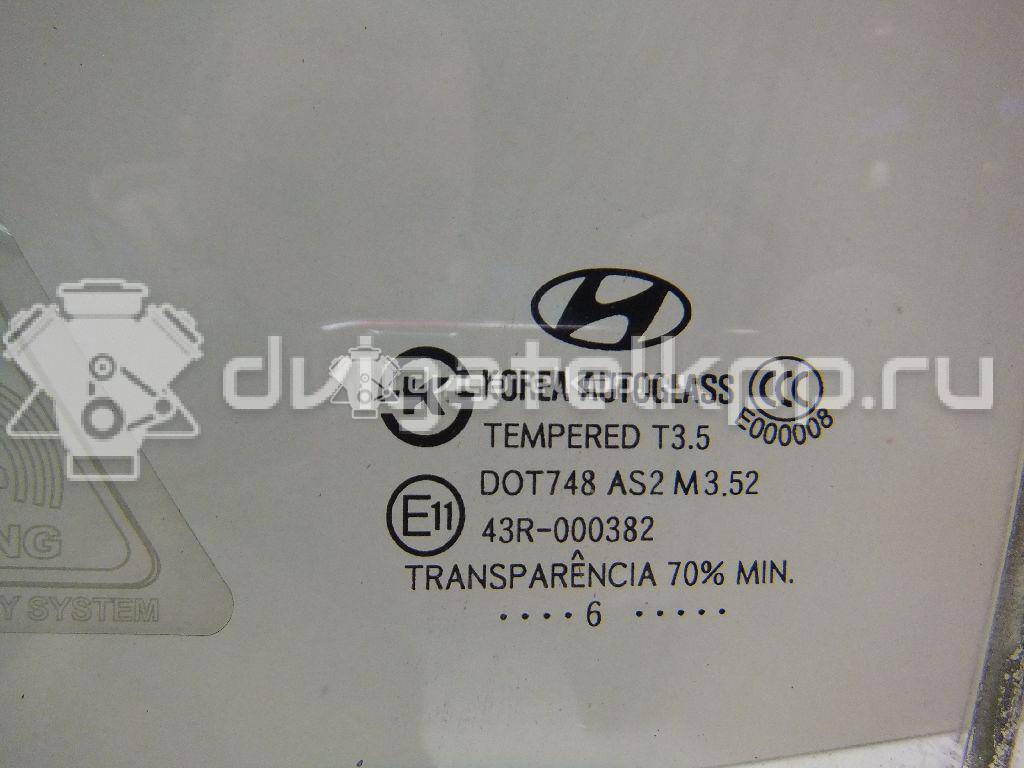 dvigatelkpro.ru
KOREA AUTOGLASS
TEMPERED T3.5
E000008
DOT748 AS2 M3.52
E11
43R-000382
TRANSPARÊNCIA 70% MIN.
....6 .....
NG
Y SYSTEM